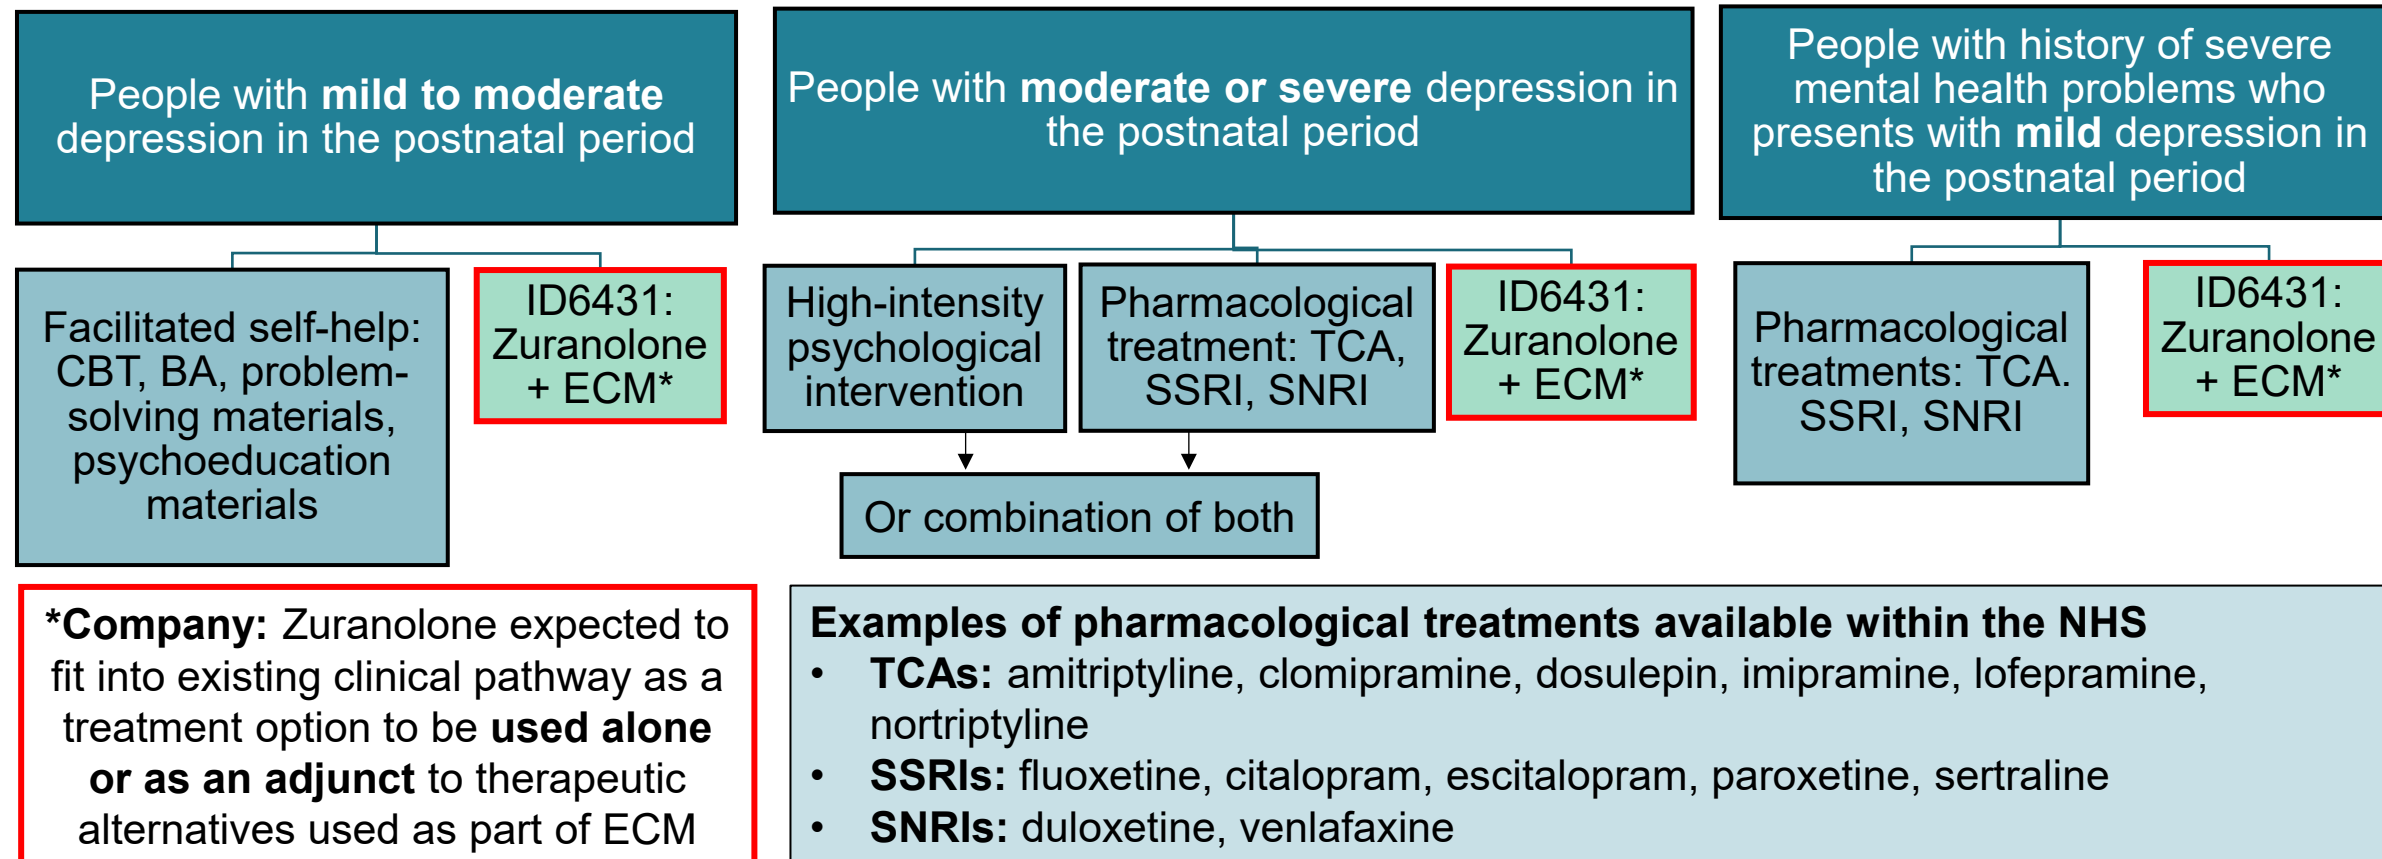 People with mild to moderate
depression in the postnatal period
People with moderate or severe depression in
the postnatal period
People with history of severe
mental health problems who
presents with mild depression in
the postnatal period
Facilitated self-help:
CBT, BA, problem-
solving materials,
psychoeducation
materials
ID6431:
Zuranolone
+ ECM*
High-intensity
psychological
intervention
Pharmacological
treatment: TCA,
SSRI, SNRI
ID6431:
Zuranolone
+ ECM*
Or combination of both
Pharmacological
treatments: TCA.
SSRI, SNRI
ID6431:
Zuranolone
+ ECM*
*Company: Zuranolone expected to
fit into existing clinical pathway as a
treatment option to be used alone
or as an adjunct to therapeutic
alternatives used as part of ECM
Examples of pharmacological treatments available within the NHS
• TCAs: amitriptyline, clomipramine, dosulepin, imipramine, lofepramine,
nortriptyline
• SSRIs: fluoxetine, citalopram, escitalopram, paroxetine, sertraline
• SNRIs: duloxetine, venlafaxine